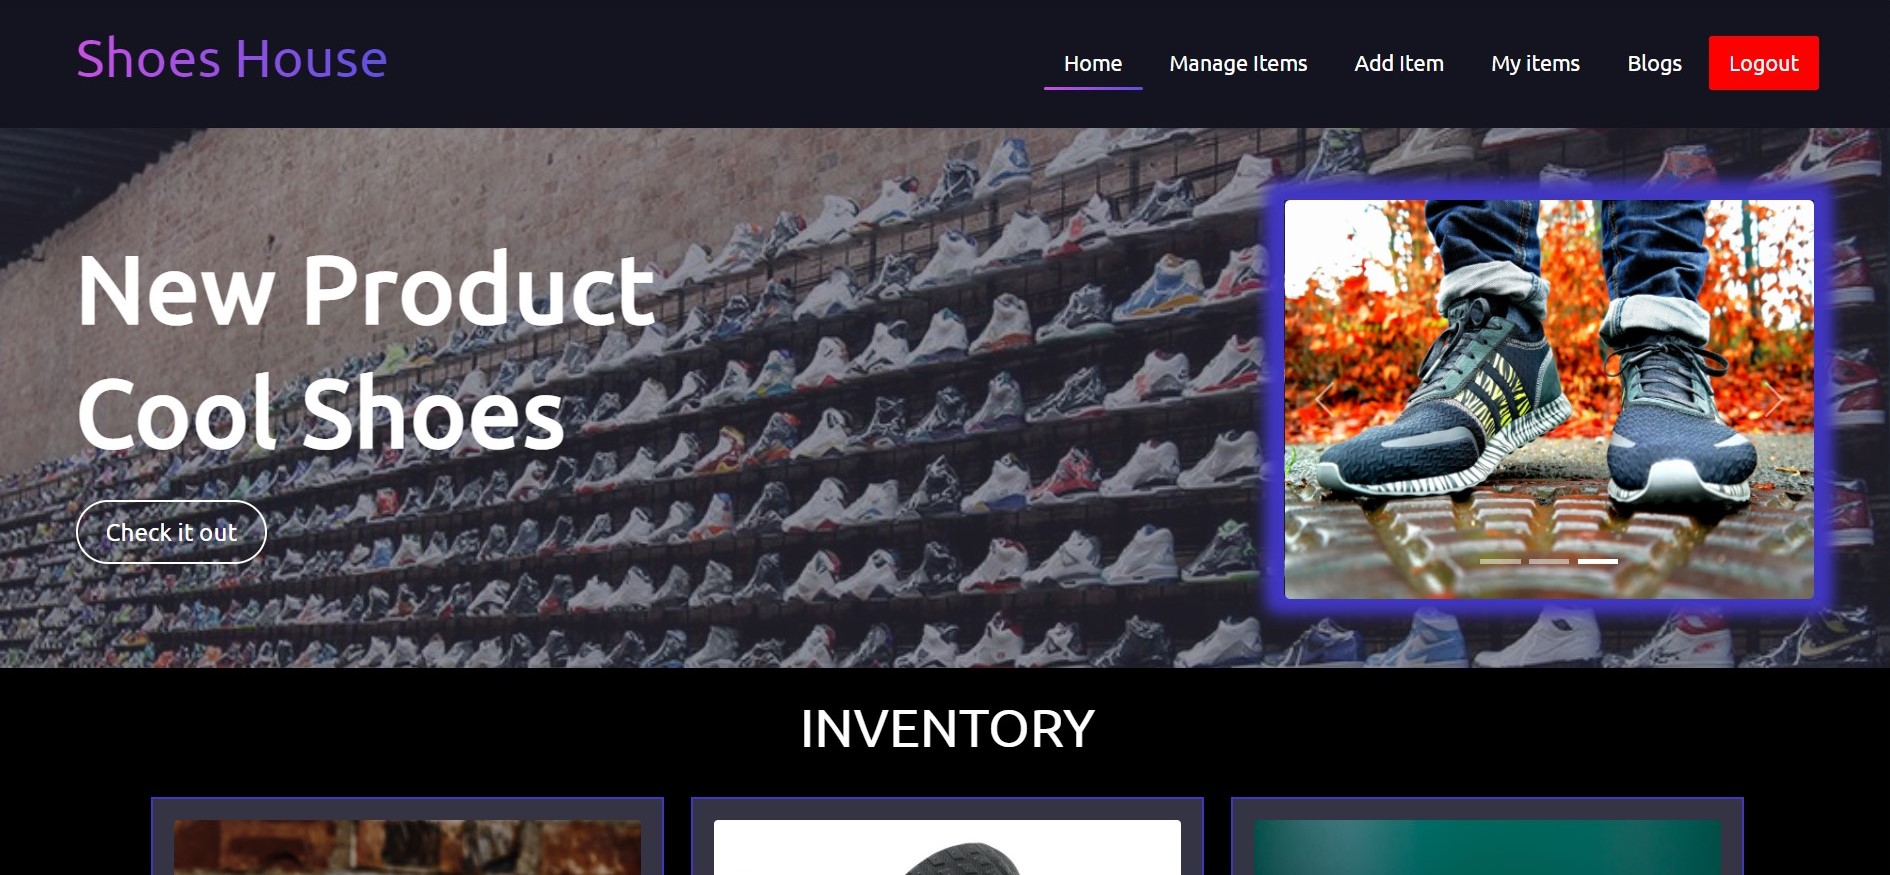 Shoes House
Home Manage Items Add Item My items Blogs Logout
New Product
Cool Shoes
Check it out
INVENTORY